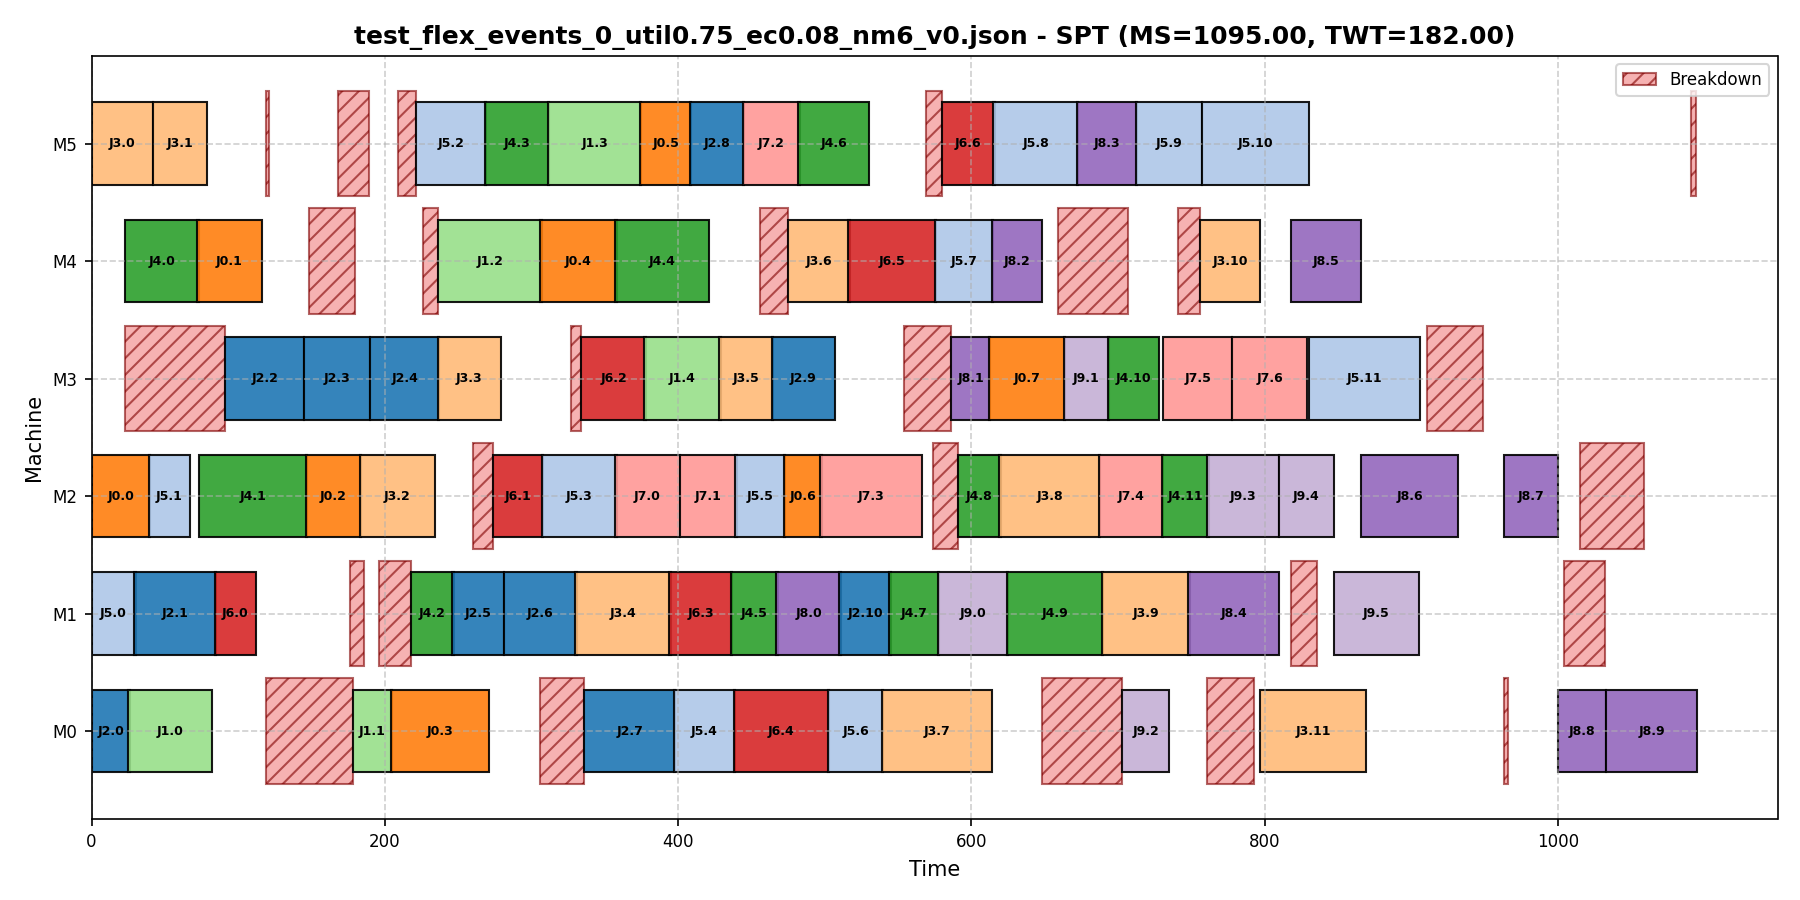 test_flex_events_0_util0.75_ec0.08_nm6_v0.json - SPT (MS=1095.00, TWT=182.00)
Breakdown
M5
J3.0 J3.1 J5.2 J4.3 J1.3 J0.5 J2.8 J7.2 J4.6 J6.6 J5.8 J8.3 J5.9 J5.10
M4
J4.0 J0.1 J1.2 J0.4 J4.4 J3.6 J6.5 J5.7 J8.2 J3.10 J8.5
M3
J2.2 J2.3 J2.4 J3.3 J6.2 J1.4 J3.5 J2.9 J8.1 J0.7 J9.1 J4.10 J7.5 J7.6 J5.11
Machine
M2
J0.0 J5.1 J4.1 J0.2 J3.2 J6.1 J5.3 J7.0 J7.1 J5.5 J0.6 J7.3 J4.8 J3.8 J7.4 J4.11 J9.3 J9.4 J8.6 J8.7
M1
J5.0 J2.1 J6.0 J4.2 J2.5 J2.6 J3.4 J6.3 J4.5 J8.0 J2.10 J4.7 J9.0 J4.9 J3.9 J8.4 J9.5
M0
J2.0 J1.0 J1.1 J0.3 J2.7 J5.4 J6.4 J5.6 J3.7 J9.2 J3.11 J8.8 J8.9
0 200 400 600 800 1000
Time